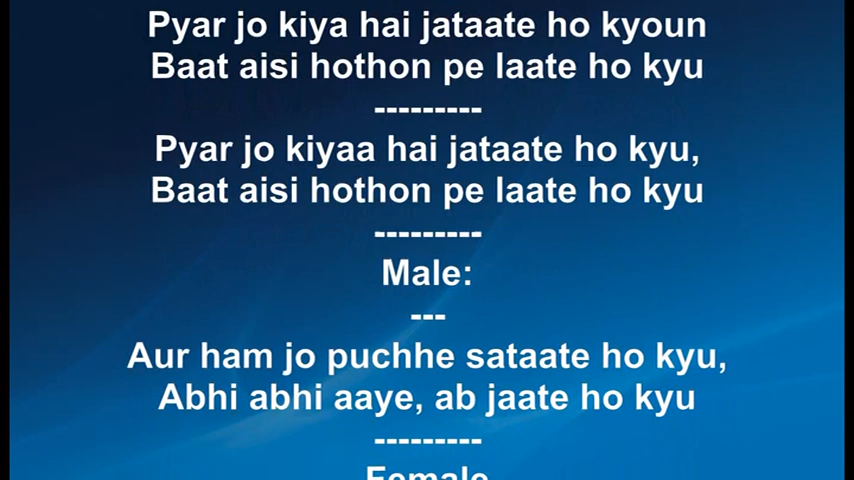 Pyar jo kiya hai jataate ho kyoun
Baat aisi hothon pe laate ho kyu
---------
Pyar jo kiyaa hai jataate ho kyu,
Baat aisi hothon pe laate ho kyu
---------
Male:
---
Aur ham jo puchhe sataate ho kyu,
Abhi abhi aaye, ab jaate ho kyu
---------
Female